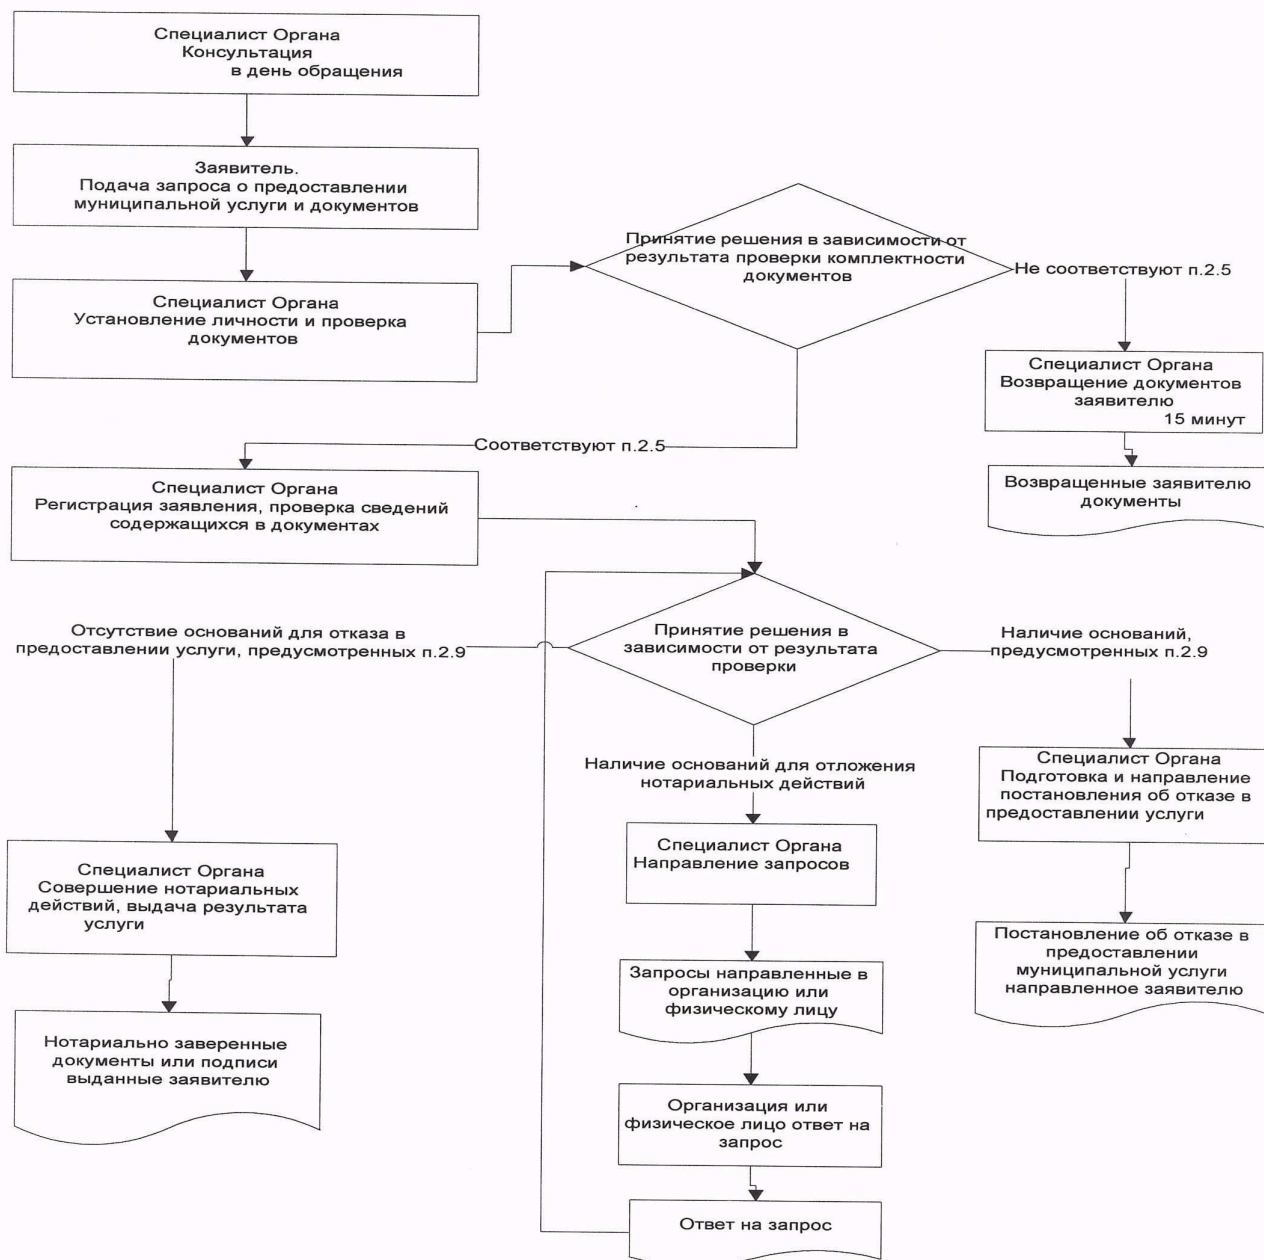 Специалист Органа
Консультация
в день обращения
Заявитель.
Подача запроса о предоставлении
муниципальной услуги и документов
Специалист Органа
Установление личности и проверка
документов
Принятие решения в зависимости от
результата проверки комплектности
документов
Не соответствуют п.2.5
Специалист Органа
Возвращение документов
заявителю
15 минут
Возвращенные заявителю
документы
Соответствуют п.2.5
Специалист Органа
Регистрация заявления, проверка сведений
содержащихся в документах
Принятие решения в
зависимости от результата
проверки
Отсутствие оснований для отказа в
предоставлении услуги, предусмотренных п.2.9
Наличие оснований,
предусмотренных п.2.9
Наличие оснований для отложения
нотариальных действий
Специалист Органа
Подготовка и направление
постановления об отказе в
предоставлении услуги
Специалист Органа
Направление запросов
Специалист Органа
Совершение нотариальных
действий, выдача результата
услуги
Постановление об отказе в
предоставлении
муниципальной услуги
направленное заявителю
Запросы направленные в
организацию или
физическому лицу
Нотариально заверенные
документы или подписи
выданные заявителю
Организация или
физическое лицо ответ на
запрос
Ответ на запрос